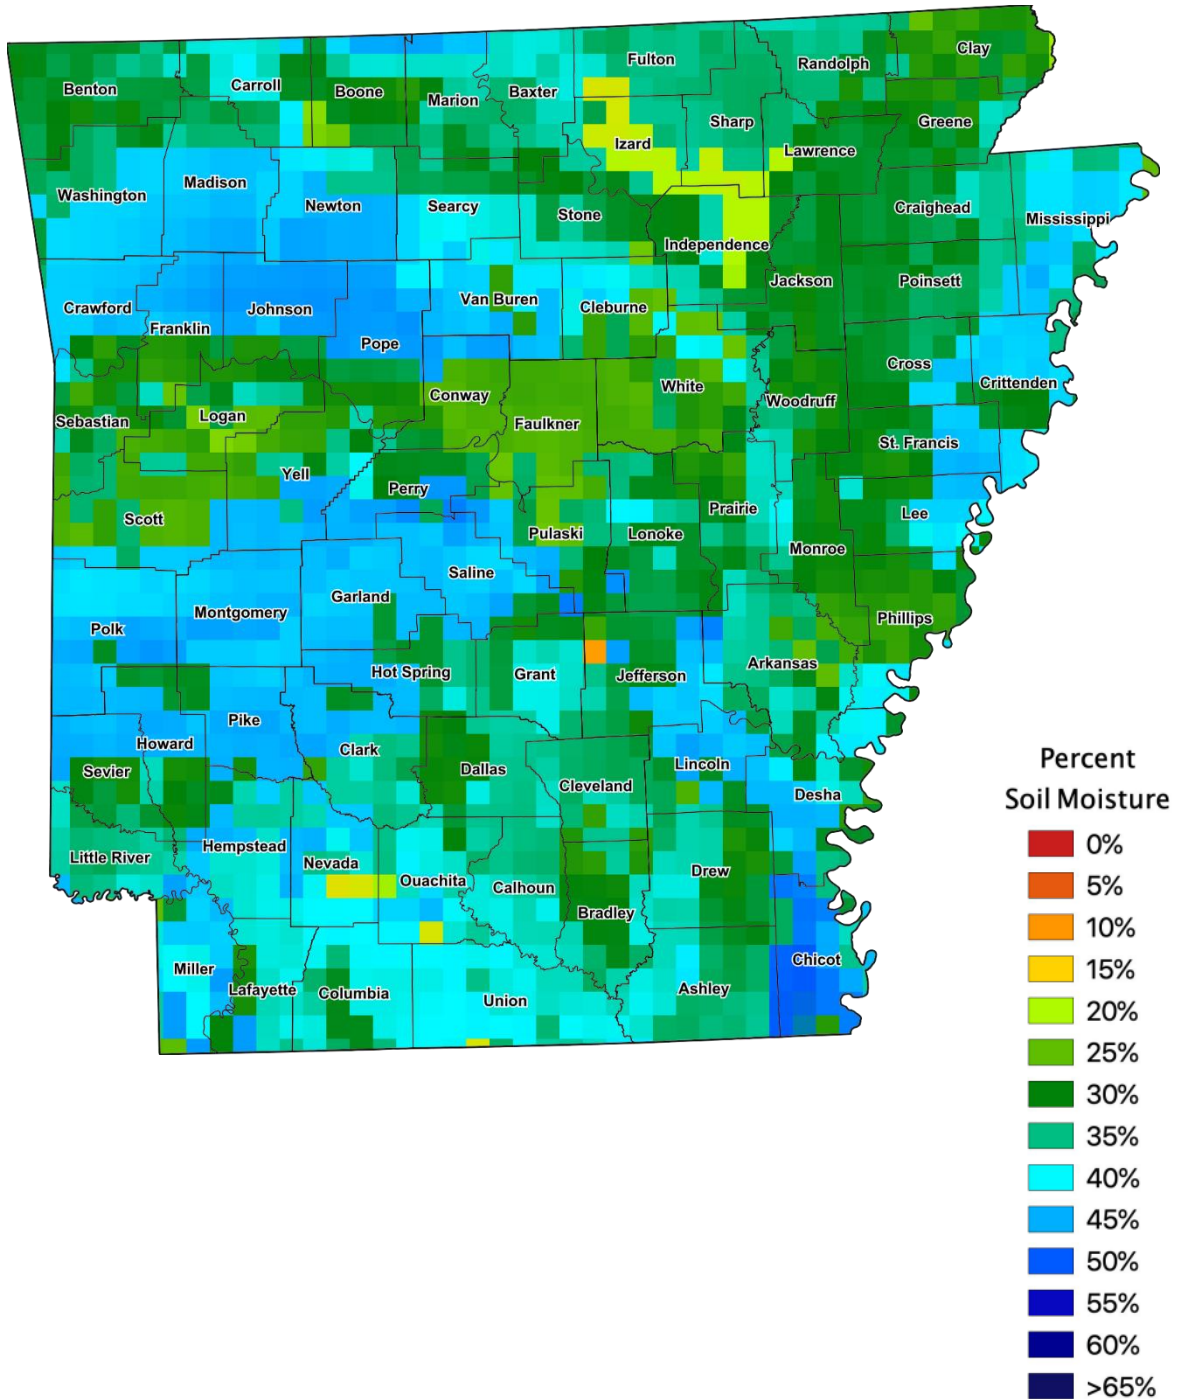 Clay
Fulton
Randolph
Carroll
Benton
Boone
Marion
Baxter
Greene
Sharp
Izard
Lawrence
Madison
Washington
Newton
Searcy
Stone
Craighead
Mississippi
Independence
Jackson
Poinsett
Van Buren
Cleburne
Crawford
Johnson
Franklin
Pope
Cross
Crittenden
White
Conway
Woodruff
Logan
Sebastian
Faulkner
St. Francis
Yell
Perry
Prairie
Lee
Scott
Pulaski
Lonoke
Monroe
Saline
Garland
Montgomery
Phillips
Polk
Arkansas
Hot Spring
Grant
Jefferson
Pike
Howard
Clark
Lincoln
Sevier
Dallas
Cleveland
Desha
Hempstead
Little River
Nevada
Ouachita
Calhoun
Drew
Bradley
Chicot
Miller
Lafayette
Columbia
Union
Ashley
Percent
Soil Moisture
0%
5%
10%
15%
20%
25%
30%
35%
40%
45%
50%
55%
60%
>65%